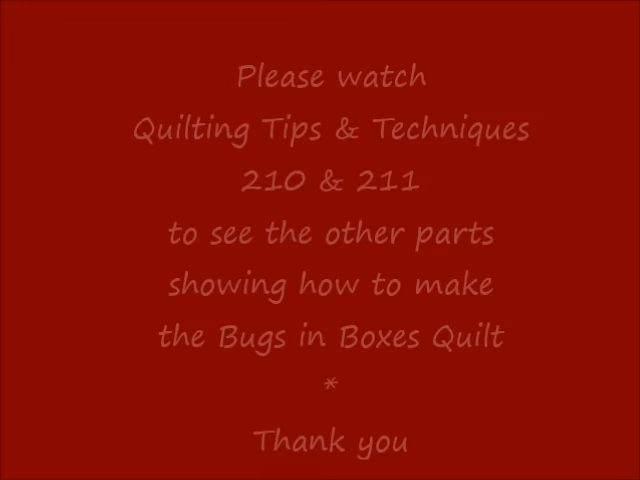 Please watch
Quilting Tips & Techniques
210 & 211
to see the other parts
showing how to make
the Bugs in Boxes Quilt
*
Thank you